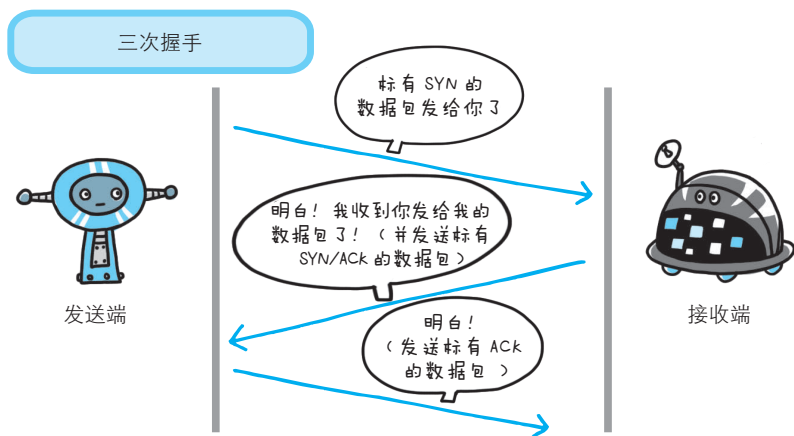 三次握手
标有 SYN 的
数据包发给你了
明白！我收到你发给我的
数据包了！（并发送标有
SYN/ACK 的数据包）
发送端
接收端
明白！
（发送标有 ACK
的数据包 ）